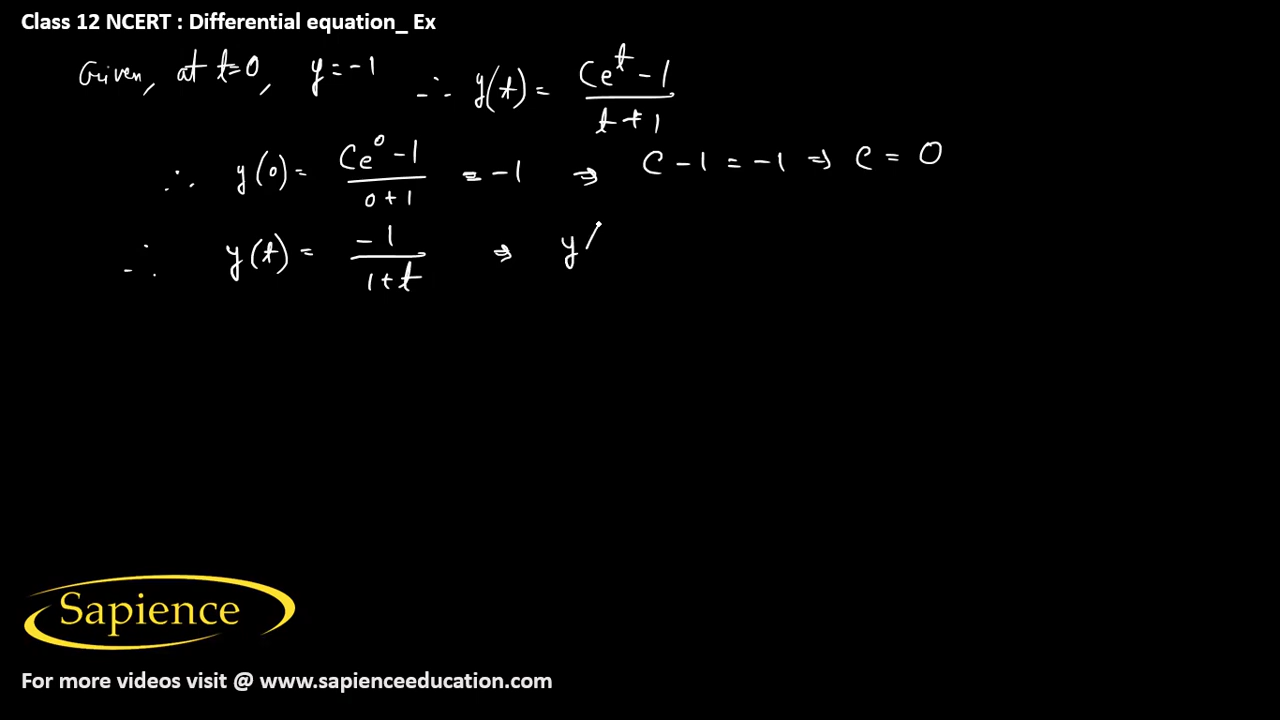 Class 12 NCERT : Differential equation_ Ex
Given, at t=0, y = -1 ∴ y(t) = (Ce^t - 1)/(t + 1)
∴ y(0) = (Ce^0 - 1)/(0 + 1) = -1 ⇒ C - 1 = -1 ⇒ C = 0
∴ y(t) = -1/(1 + t) ⇒ y(
Sapience
For more videos visit @ www.sapienceeducation.com